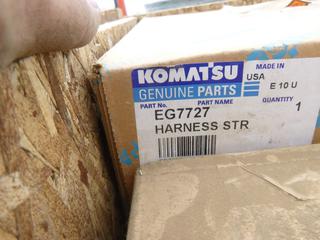 KOMATSU
GENUINE PARTS
MADE IN
USA
E 10 U
PART No.
PART NAME
QUANTITY
EG7727
1
HARNESS STR